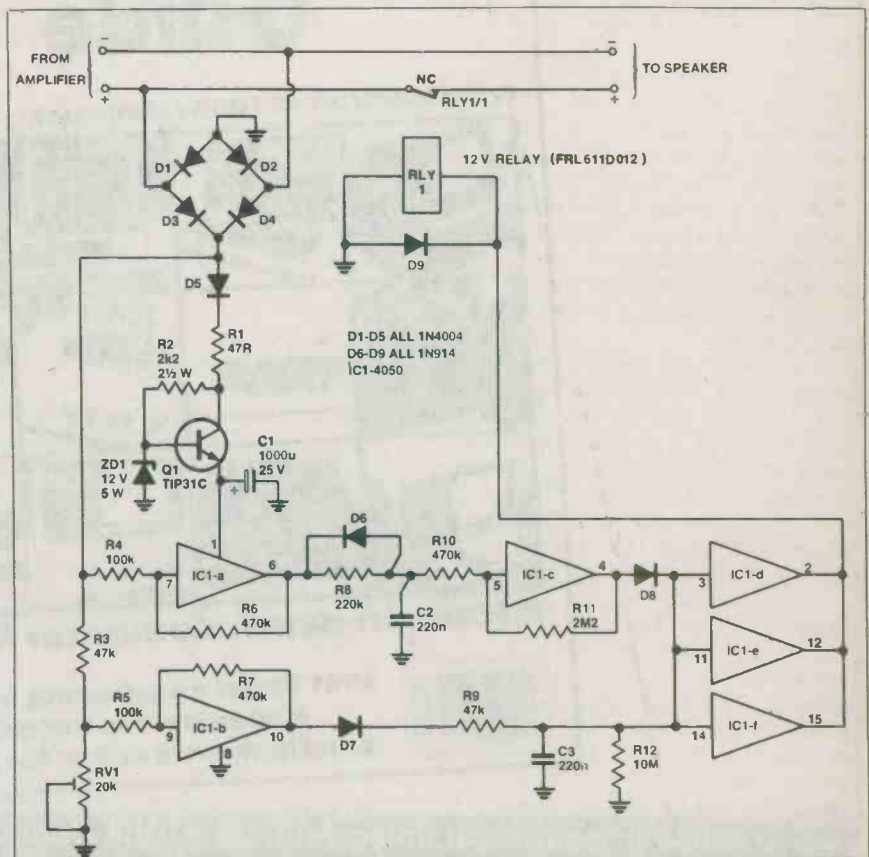 FROM
AMPLIFIER
−
+
−
+
TO SPEAKER
NC
RLY1/1
D1
D2
D3
D4
RLY
1
12 V RELAY (FRL611D012)
D9
D5
R1
47R
D1-D5 ALL 1N4004
D6-D9 ALL 1N914
IC1-4050
R2
2k2
2½ W
ZD1
12 V
5 W
Q1
TIP31C
C1
1000u
25 V
+
1
R4
100k
7
IC1-a
6
D6
R8
220k
R10
470k
5
IC1-c
4
D8
3
IC1-d
2
R6
470k
C2
220n
R11
2M2
R3
47k
11
IC1-e
12
R7
470k
R5
100k
9
IC1-b
10
8
D7
R9
47k
14
IC1-f
15
C3
220n
R12
10M
RV1
20k